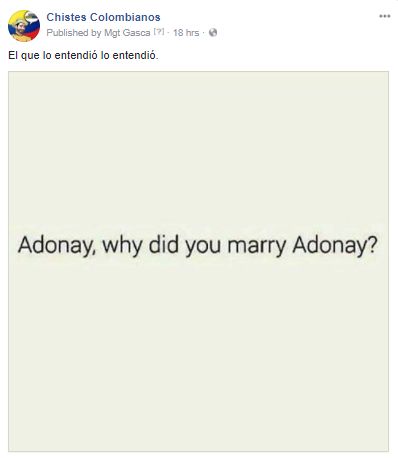 Chistes Colombianos
Published by Mgt Gasca [?] · 18 hrs ·
El que lo entendió lo entendió.
Adonay, why did you marry Adonay?